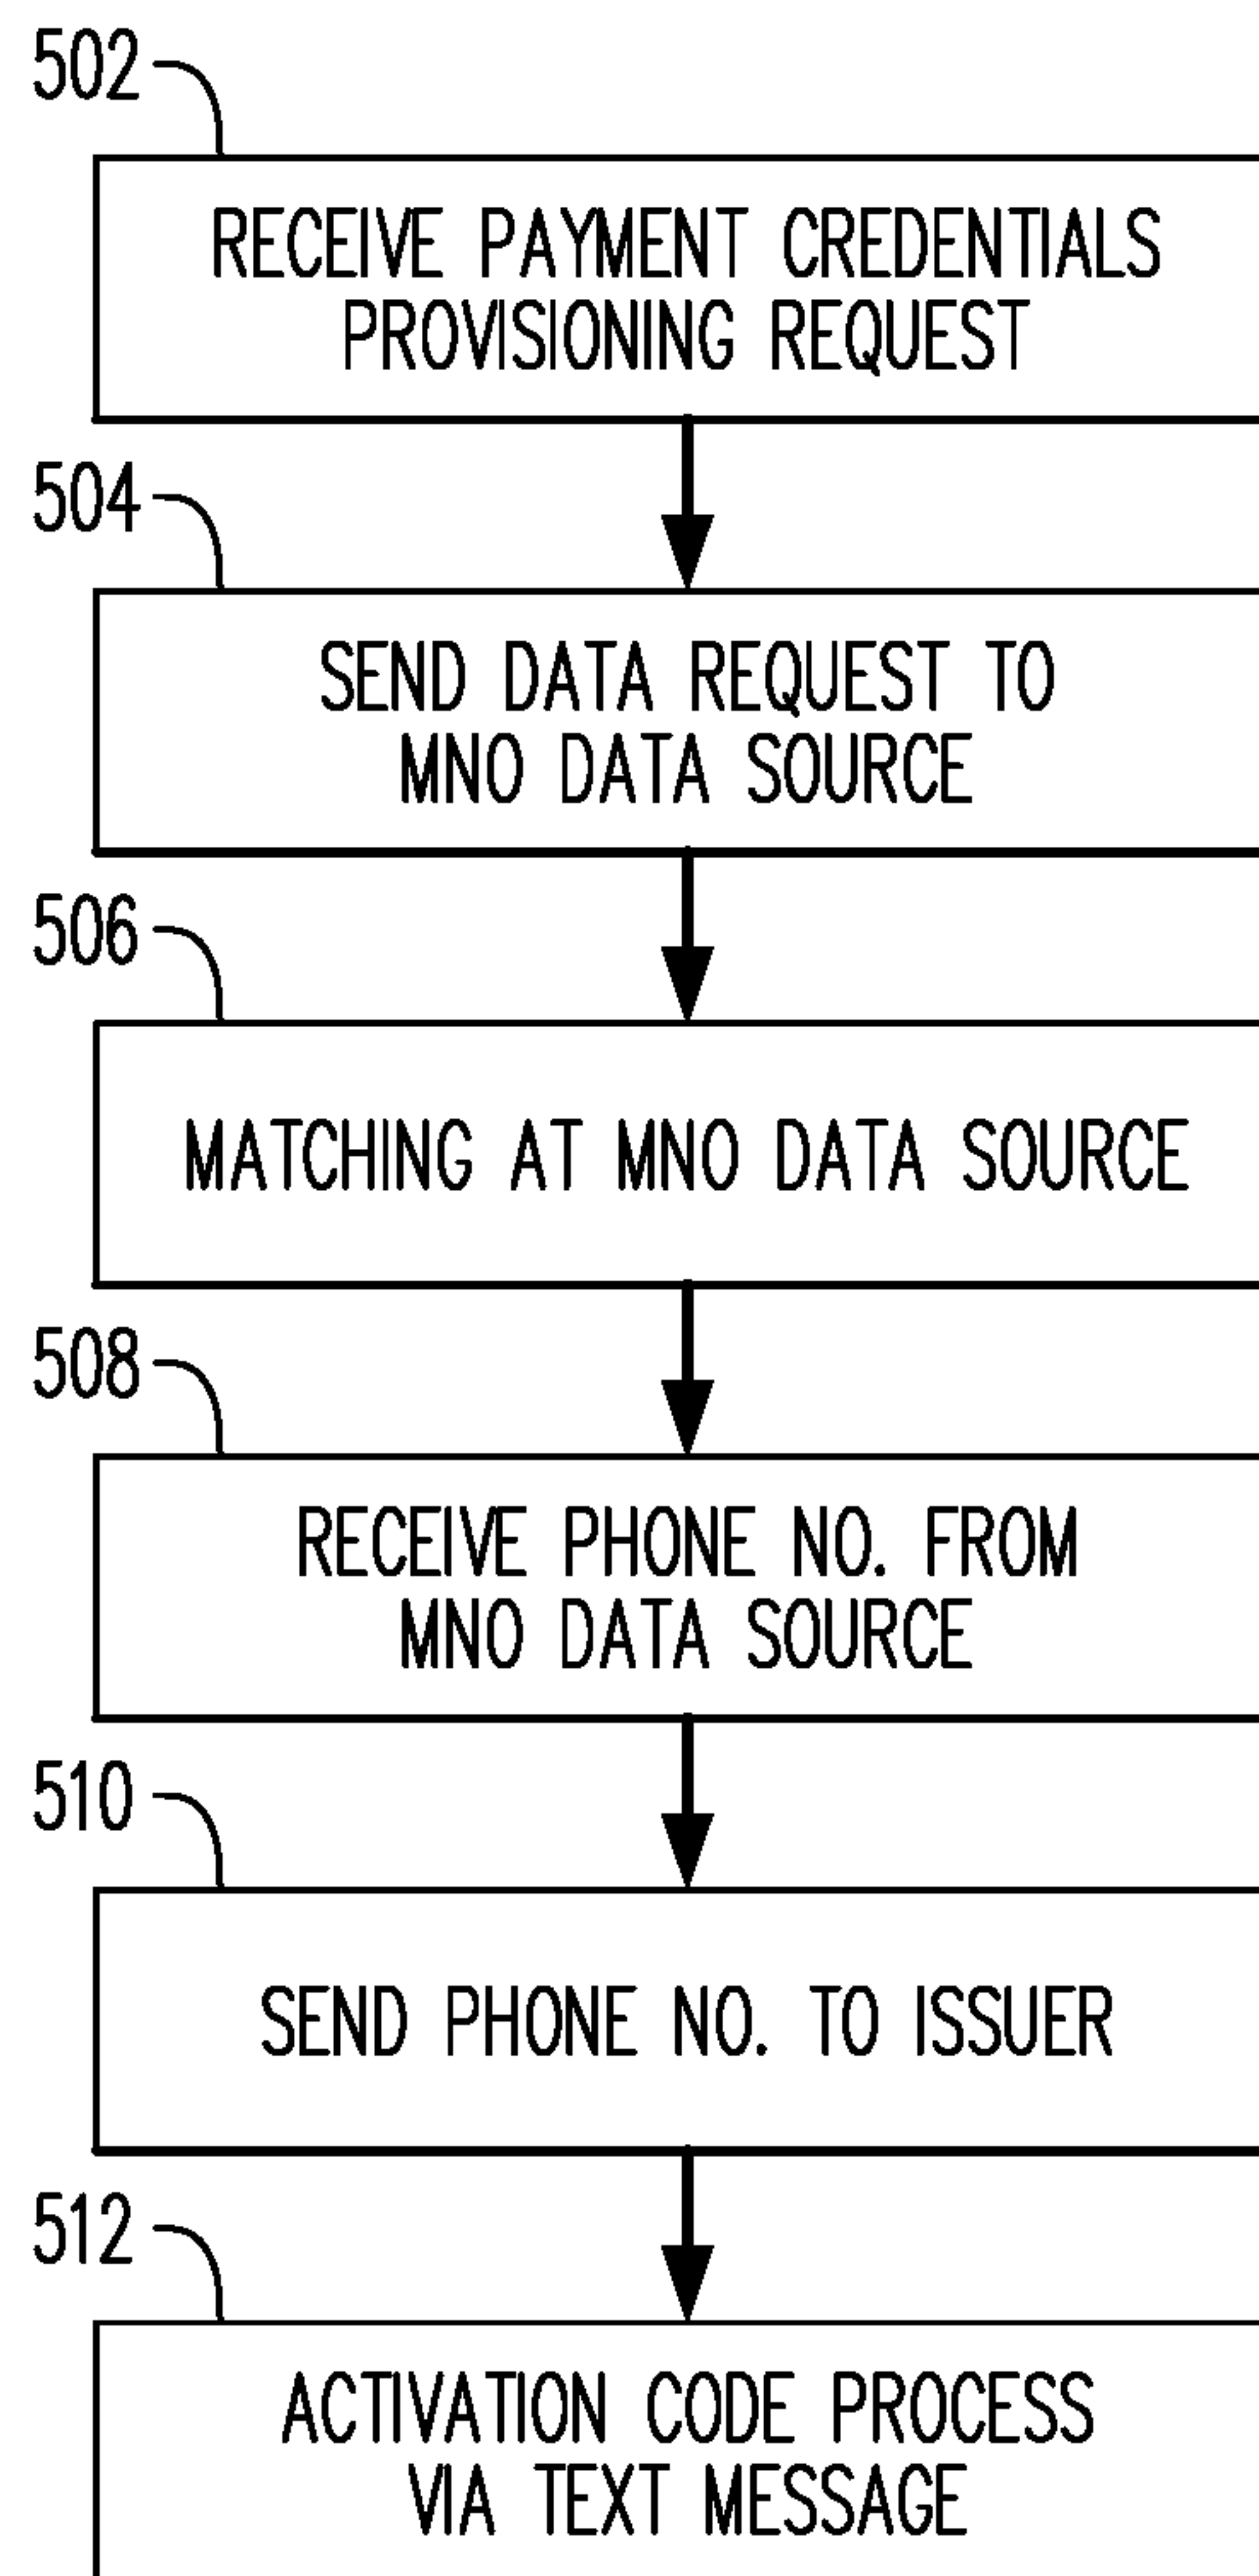 502
RECEIVE PAYMENT CREDENTIALS
PROVISIONING REQUEST
504
SEND DATA REQUEST TO
MNO DATA SOURCE
506
MATCHING AT MNO DATA SOURCE
508
RECEIVE PHONE NO. FROM
MNO DATA SOURCE
510
SEND PHONE NO. TO ISSUER
512
ACTIVATION CODE PROCESS
VIA TEXT MESSAGE